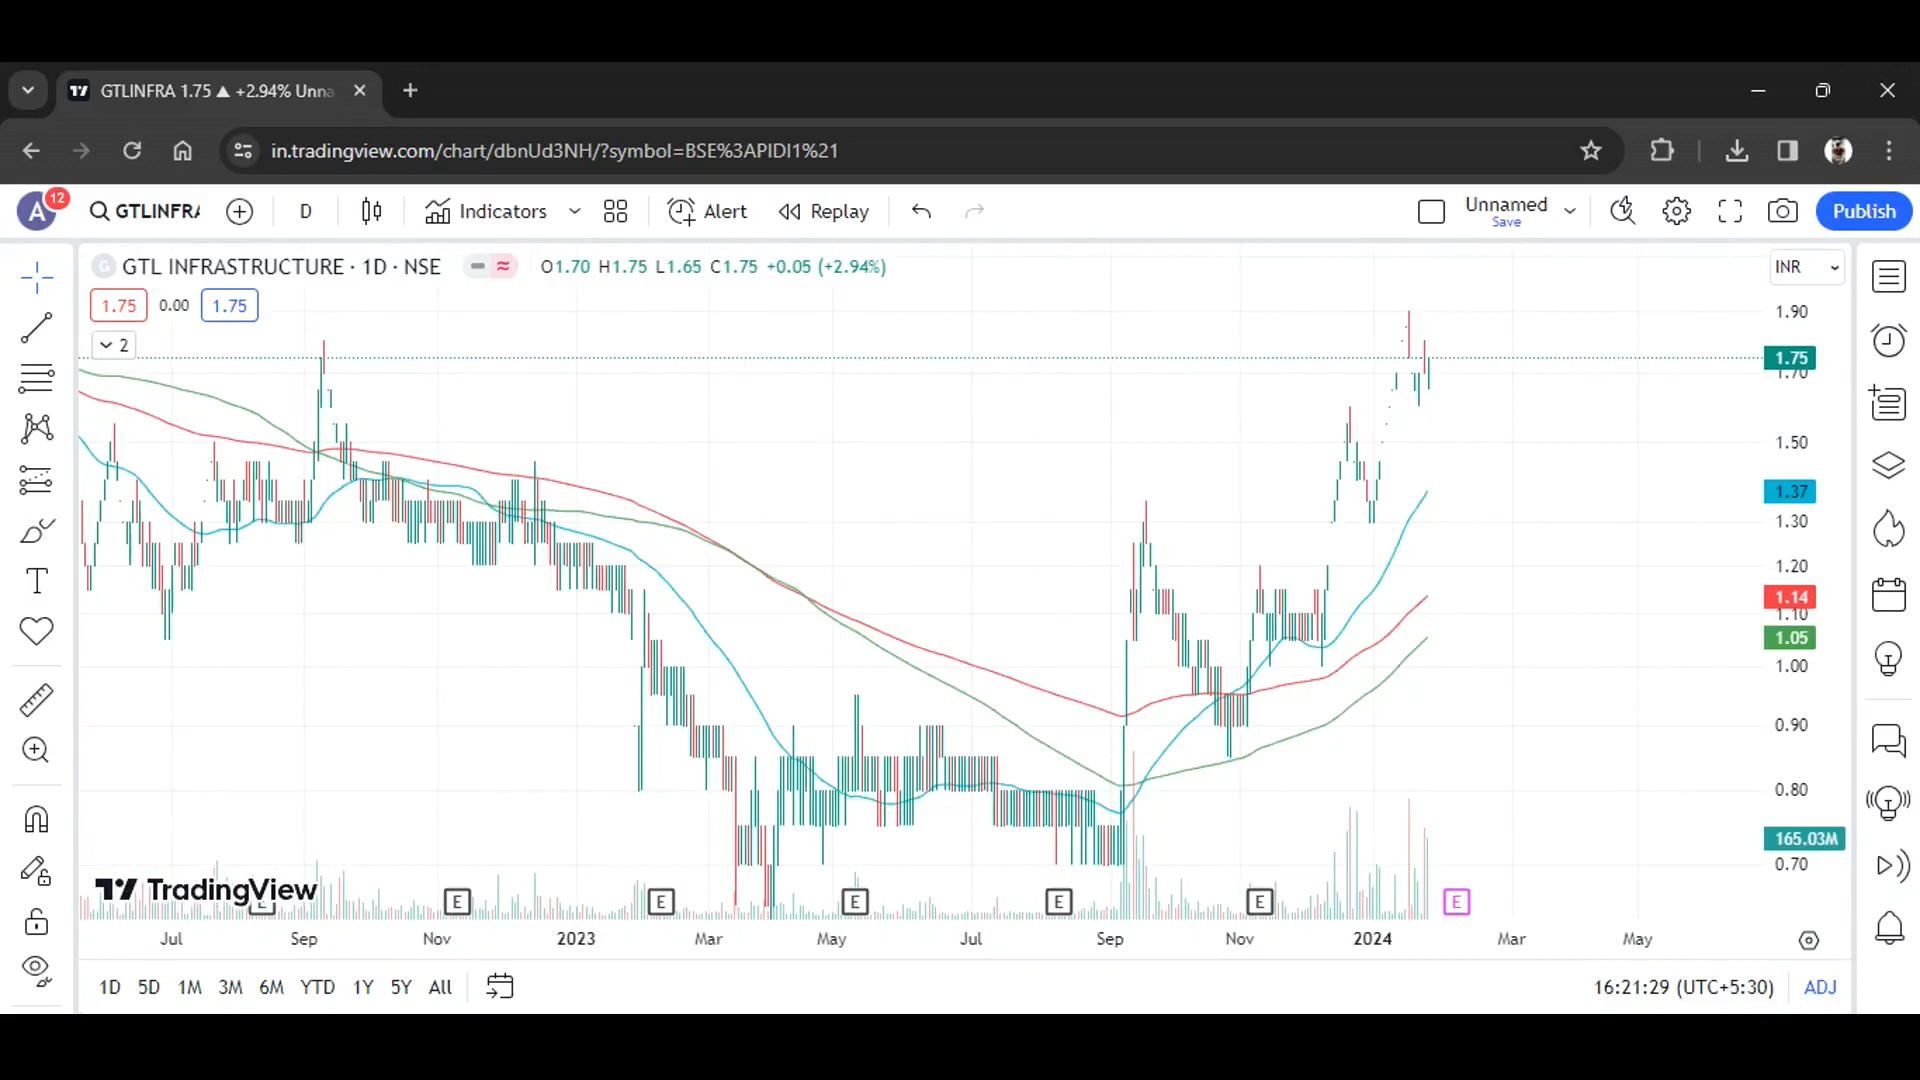 GTLINFRA 1.75 ▲ +2.94% Unna
in.tradingview.com/chart/dbnUd3NH/?symbol=BSE%3APIDI1%21
A 12 GTLINFRA D Indicators Alert Replay Unnamed Save Publish
GTL INFRASTRUCTURE · 1D · NSE O1.70 H1.75 L1.65 C1.75 +0.05 (+2.94%) INR
1.75 0.00 1.75
2
1.90
1.75
1.70
1.50
1.37
1.30
1.20
1.14
1.10
1.05
1.00
0.90
0.80
165.03M
0.70
TradingView
E E E E E E E
Jul Sep Nov 2023 Mar May Jul Sep Nov 2024 Mar May
1D 5D 1M 3M 6M YTD 1Y 5Y All 16:21:29 (UTC+5:30) ADJ